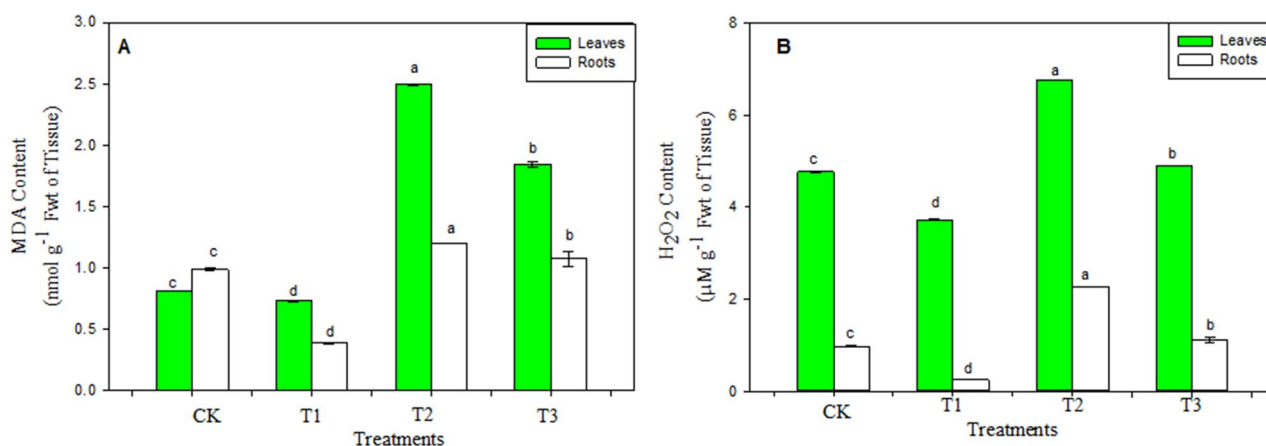 A
Leaves
Roots
MDA Content
(nmol g⁻¹ Fwt of Tissue)
3.0
2.5
2.0
1.5
1.0
0.5
0.0
c
c
d
d
a
a
b
b
CK
T1
T2
T3
Treatments
B
Leaves
Roots
H₂O₂ Content
(μM g⁻¹ Fwt of Tissue)
8
6
4
2
0
c
c
d
d
a
a
b
b
CK
T1
T2
T3
Treatments